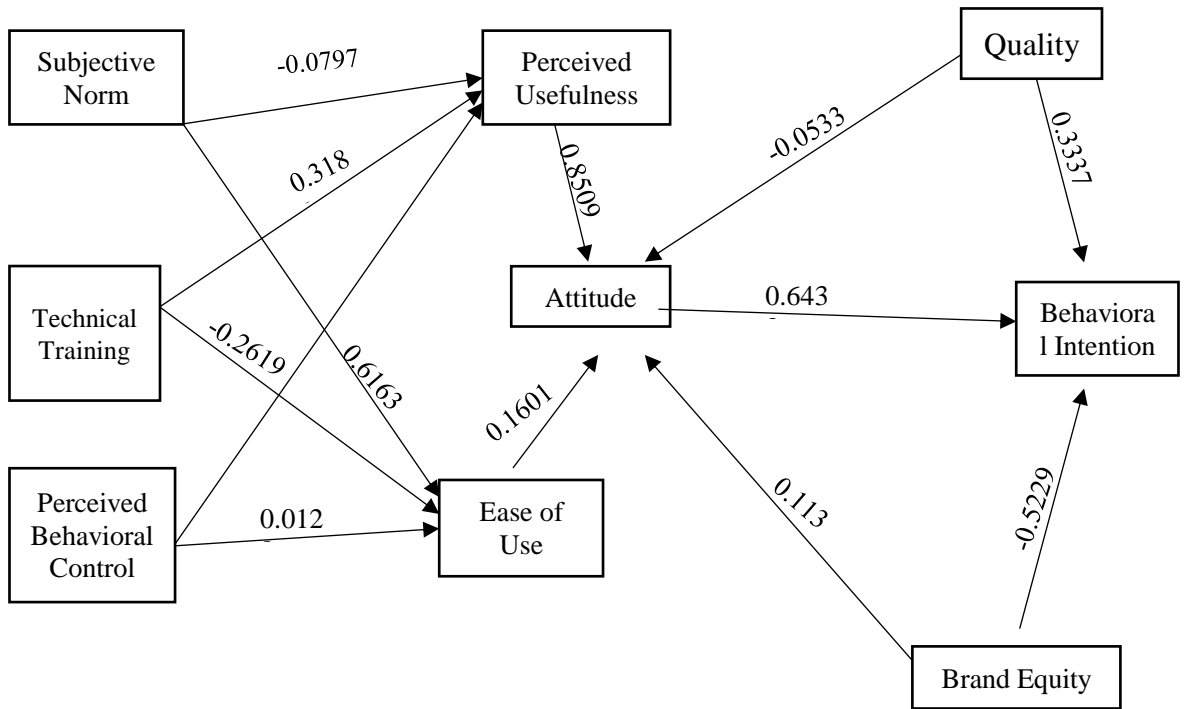 Subjective
Norm
-0.0797
Perceived
Usefulness
Quality
-0.0533
0.3337
0.318
0.8509
Technical
Training
Attitude
0.643
Behaviora
l Intention
-0.2619
0.6163
0.1601
Perceived
Behavioral
Control
0.012
Ease of
Use
0.113
-0.5229
Brand Equity